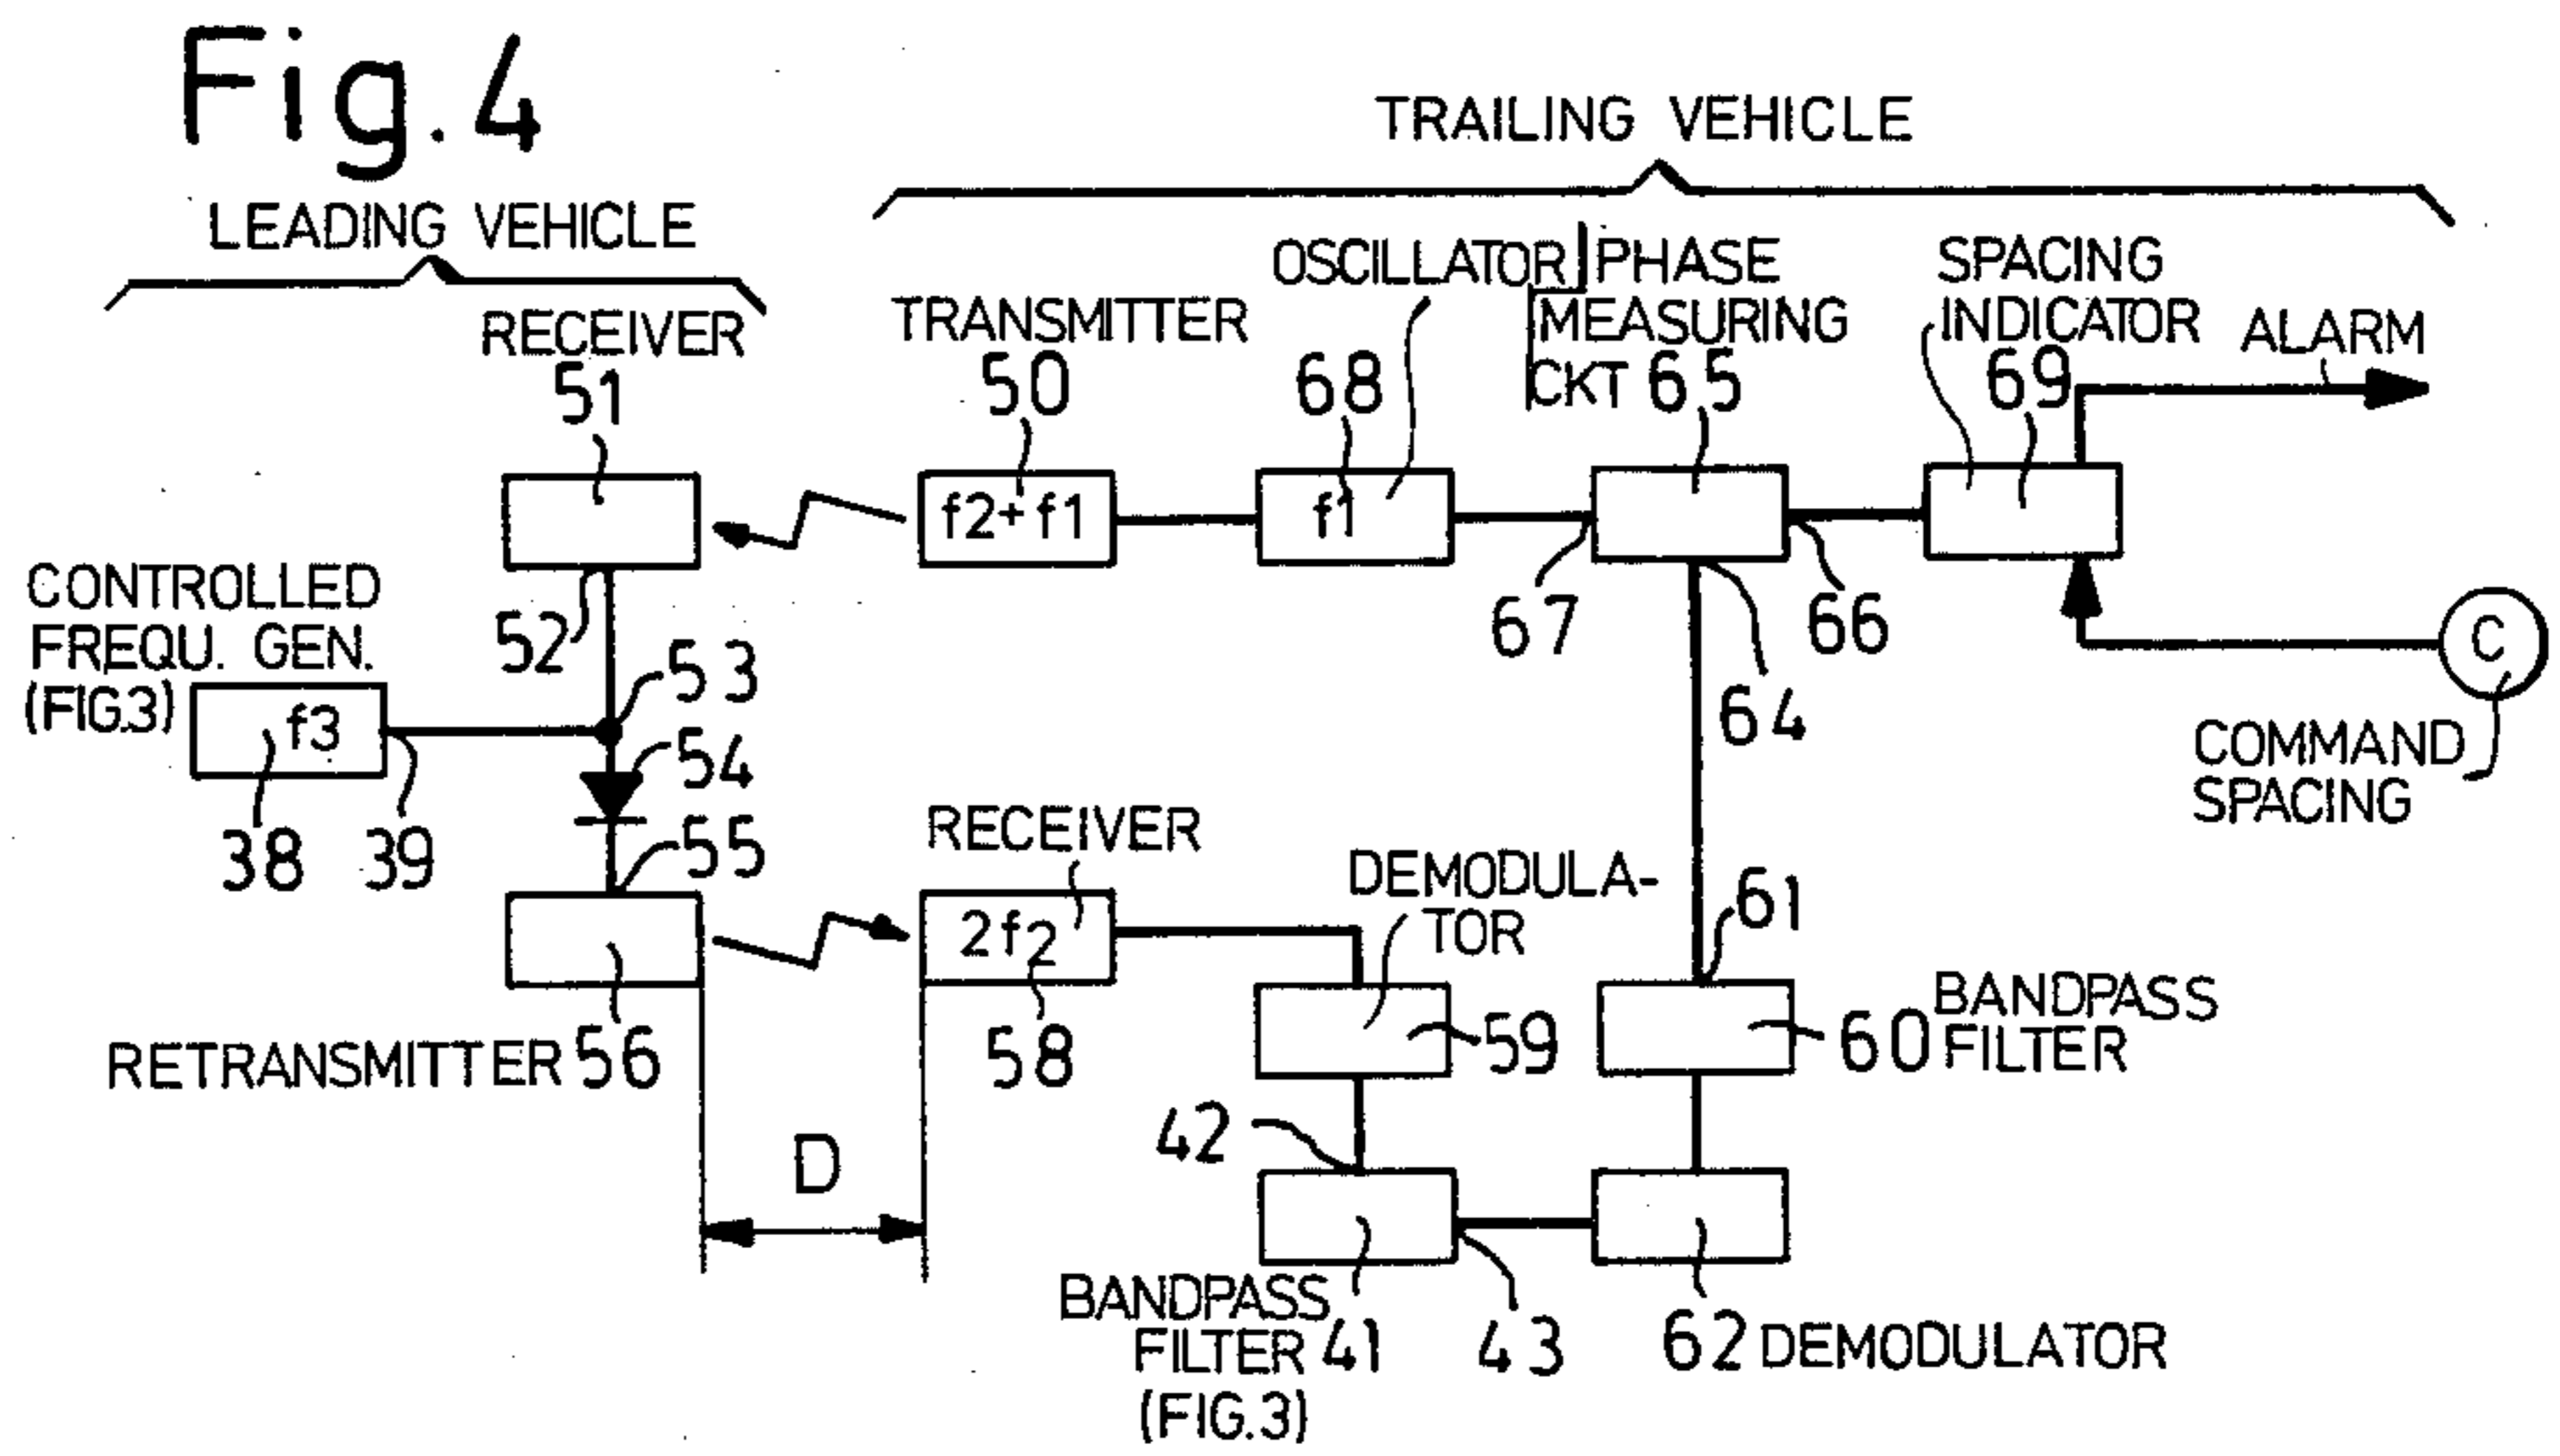 Fig.4
TRAILING VEHICLE
LEADING VEHICLE
OSCILLATOR
PHASE
MEASURING
CKT 65
SPACING
INDICATOR
69
ALARM
RECEIVER
51
TRANSMITTER
50
68
f2+f1
f1
52
67
66
64
C
COMMAND
SPACING
CONTROLLED
FREQU. GEN.
(FIG.3)
f3
38
39
53
54
55
RECEIVER
2f2
58
DEMODULA-
TOR
59
61
60 BANDPASS
FILTER
RETRANSMITTER 56
D
42
BANDPASS
FILTER 41
(FIG.3)
43
62 DEMODULATOR